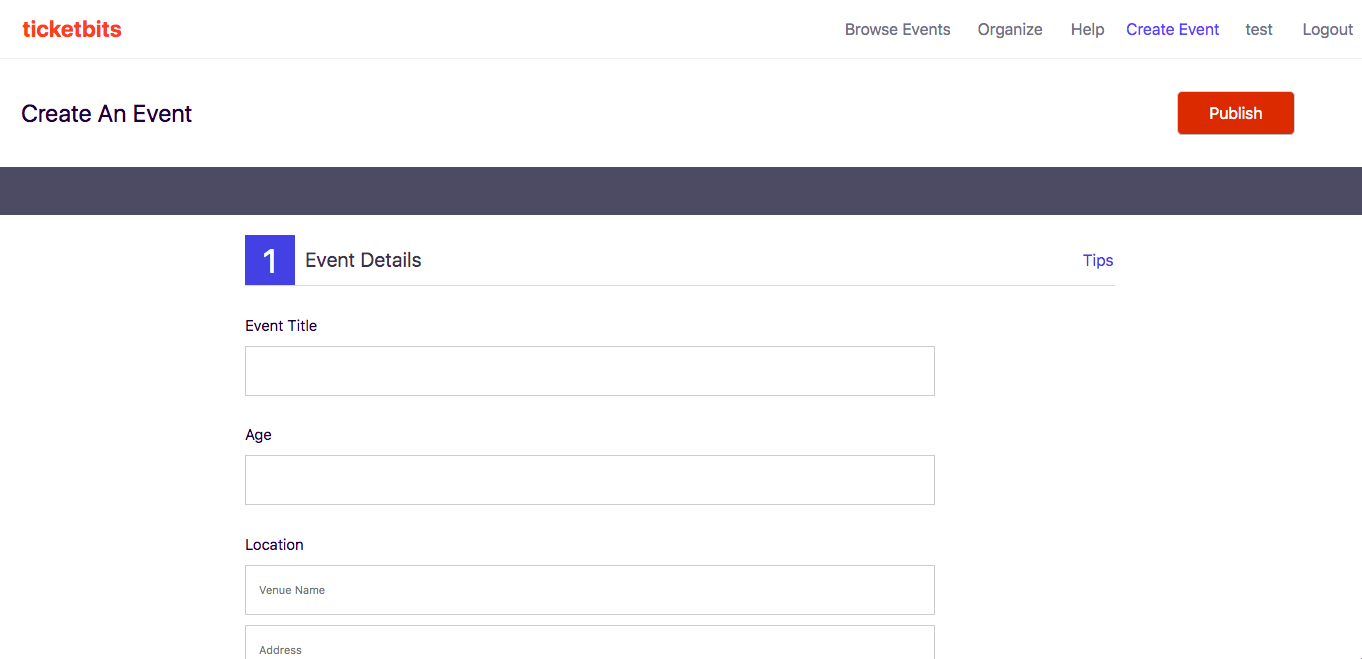 ticketbits
Browse Events Organize Help Create Event test Logout
Create An Event
Publish
1 Event Details
Tips
Event Title
Age
Location
Venue Name
Address